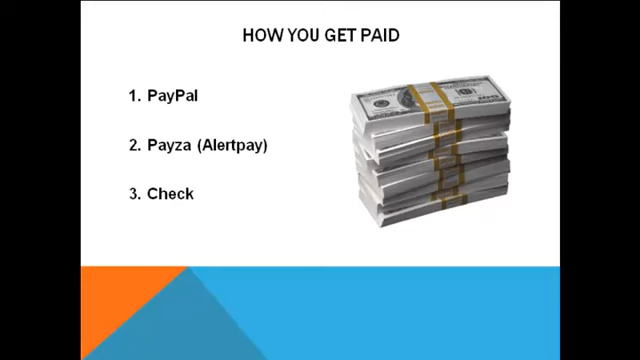 HOW YOU GET PAID
1. PayPal
2. Payza (Alertpay)
3. Check